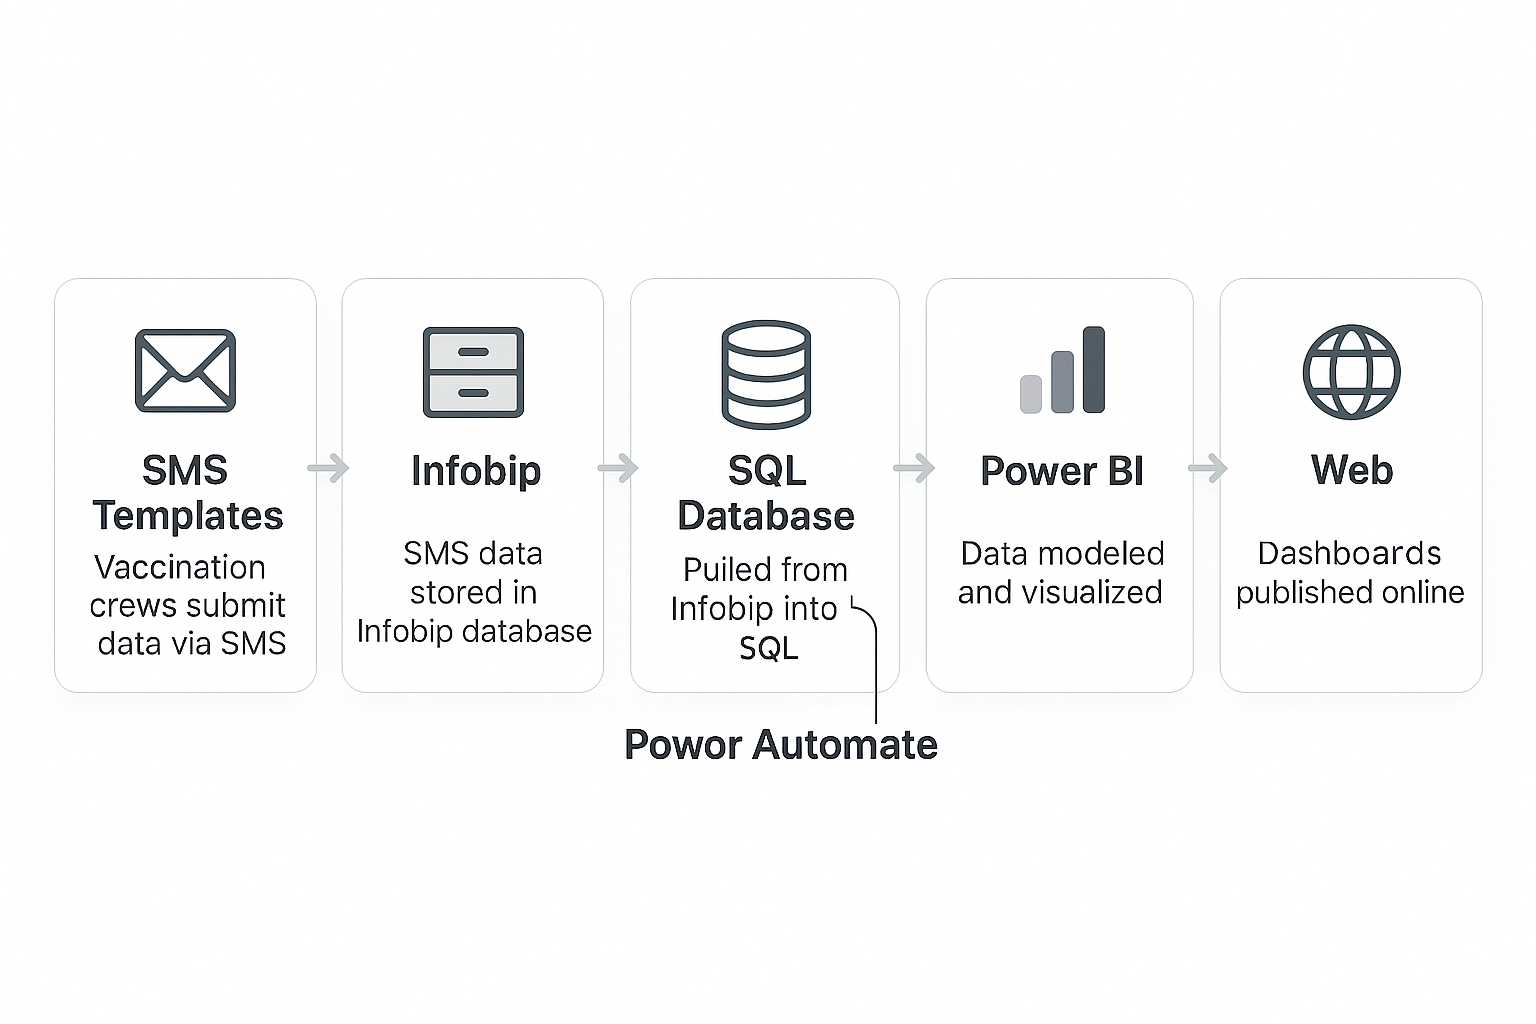 SMS
Templates
Vaccination
crews submit
data via SMS
Infobip
SMS data
stored in
Infobip database
SQL
Database
Puiled from
Infobip into
SQL
Powor Automate
Power BI
Data modeled
and visualized
Web
Dashboards
published online